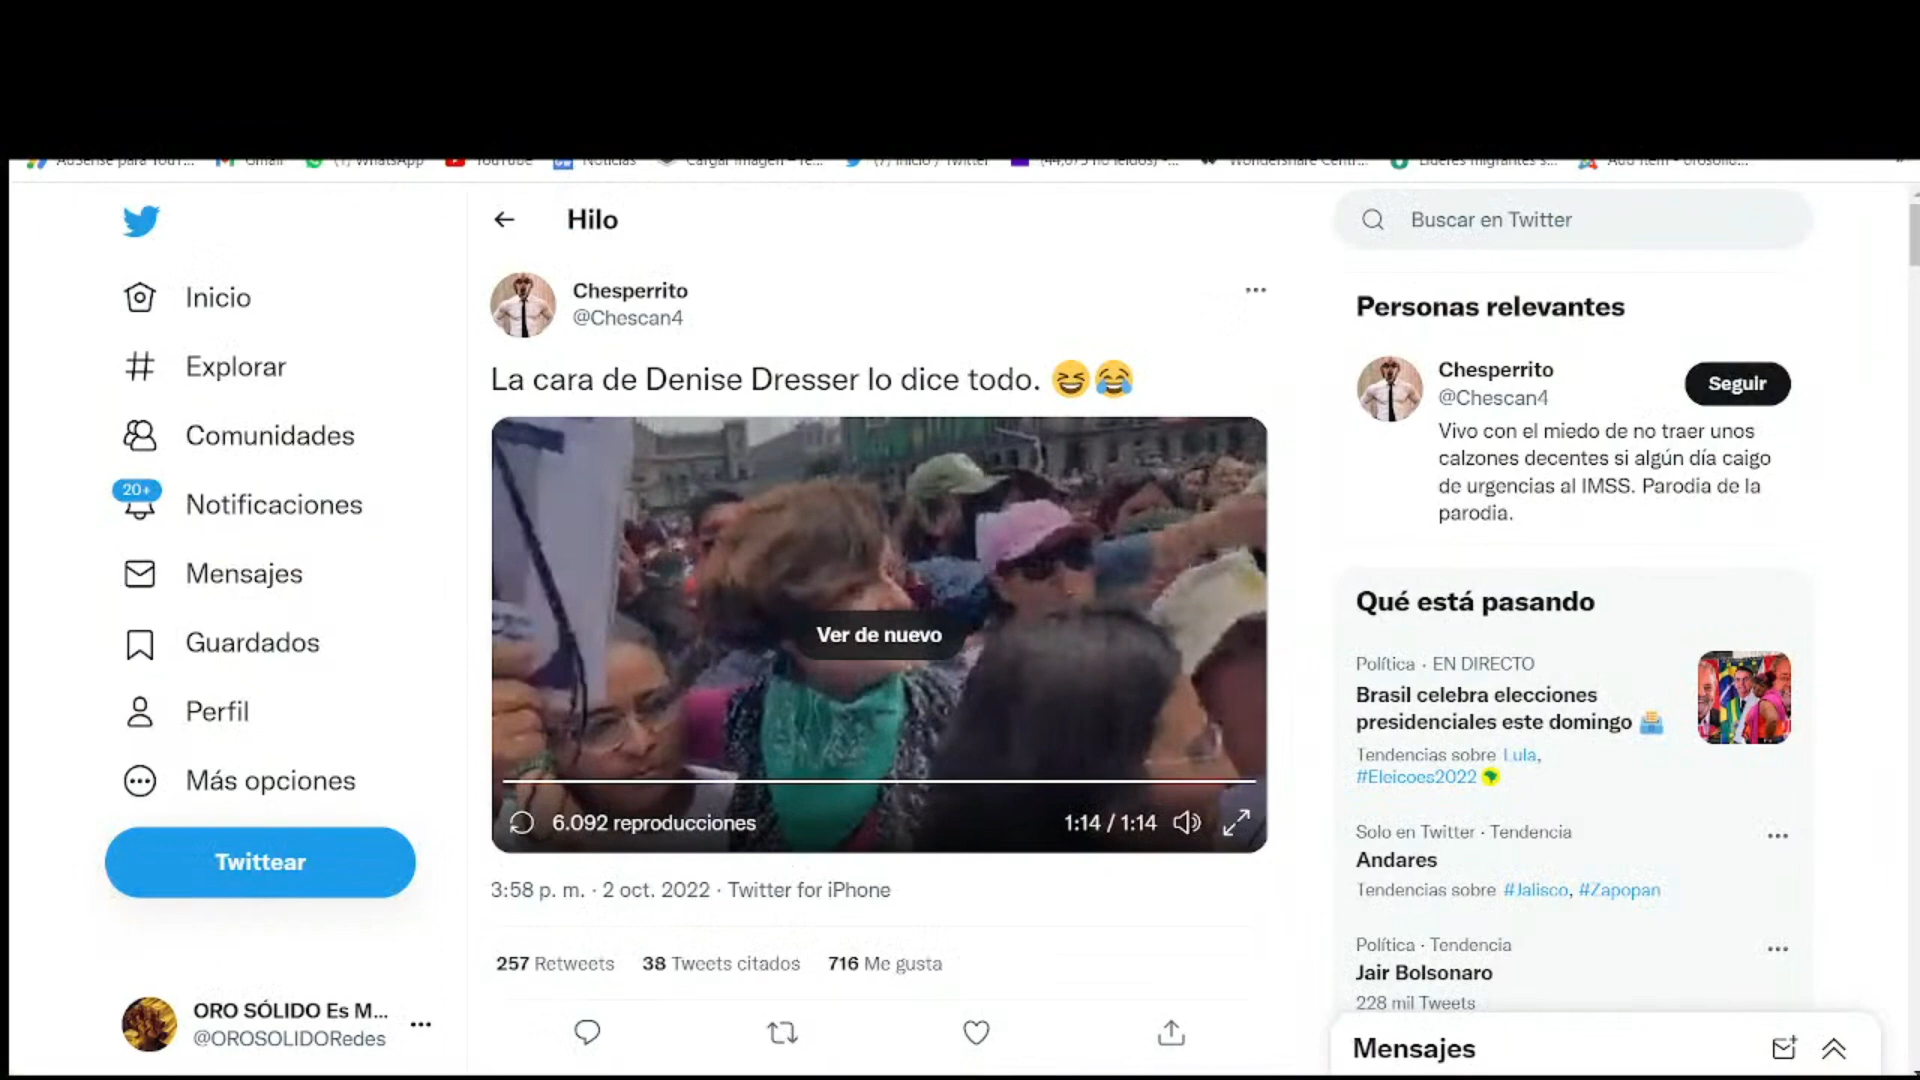 Gmail
(1) WhatsApp
YouTube
Noticias
Hilo
Buscar en Twitter
Inicio
Explorar
Comunidades
20+
Notificaciones
Mensajes
Guardados
Perfil
Más opciones
Twittear
ORO SÓLIDO Es M...
@OROSOLIDORedes
Chesperrito
@Chescan4
La cara de Denise Dresser lo dice todo. 😆😂
Ver de nuevo
6.092 reproducciones
1:14 / 1:14
3:58 p. m. · 2 oct. 2022 · Twitter for iPhone
257 Retweets 38 Tweets citados 716 Me gusta
Personas relevantes
Chesperrito
@Chescan4
Seguir
Vivo con el miedo de no traer unos
calzones decentes si algún día caigo
de urgencias al IMSS. Parodia de la
parodia.
Qué está pasando
Política · EN DIRECTO
Brasil celebra elecciones
presidenciales este domingo
Tendencias sobre Lula,
#Eleicoes2022
Solo en Twitter · Tendencia
Andares
Tendencias sobre #Jalisco, #Zapopan
Política · Tendencia
Jair Bolsonaro
228 mil Tweets
Mensajes